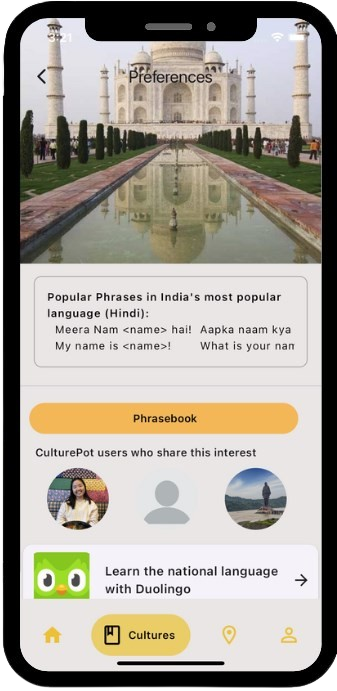 3:21
Preferences
Popular Phrases in India's most popular
language (Hindi):
Meera Nam <name> hai! Aapka naam kya
My name is <name>! What is your nam
Phrasebook
CulturePot users who share this interest
Learn the national language
with Duolingo
Cultures